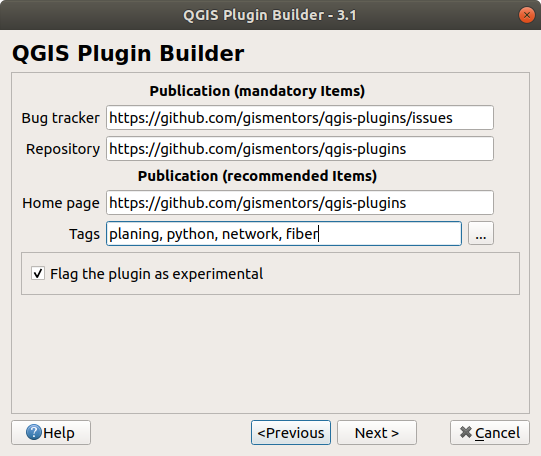 QGIS Plugin Builder - 3.1
QGIS Plugin Builder
Publication (mandatory Items)
Bug tracker https://github.com/gismentors/qgis-plugins/issues
Repository https://github.com/gismentors/qgis-plugins
Publication (recommended Items)
Home page https://github.com/gismentors/qgis-plugins
Tags planing, python, network, fiber ...
Flag the plugin as experimental
Help <Previous Next > Cancel